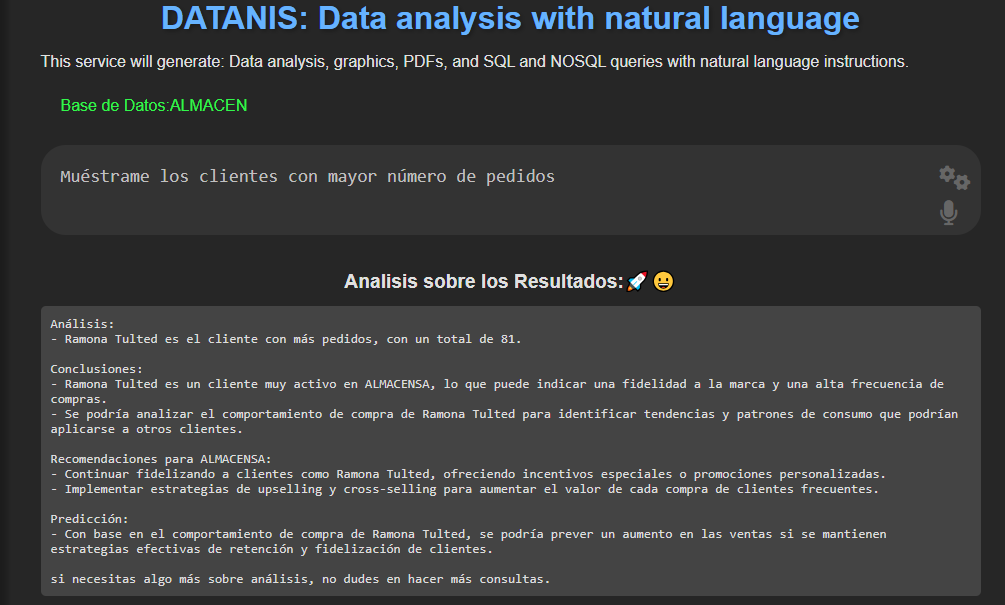 DATANIS: Data analysis with natural language
This service will generate: Data analysis, graphics, PDFs, and SQL and NOSQL queries with natural language instructions.
Base de Datos:ALMACEN
Muéstrame los clientes con mayor número de pedidos
Analisis sobre los Resultados:🚀😀
Análisis:
- Ramona Tulted es el cliente con más pedidos, con un total de 81.
Conclusiones:
- Ramona Tulted es un cliente muy activo en ALMACENSA, lo que puede indicar una fidelidad a la marca y una alta frecuencia de
compras.
- Se podría analizar el comportamiento de compra de Ramona Tulted para identificar tendencias y patrones de consumo que podrían
aplicarse a otros clientes.
Recomendaciones para ALMACENSA:
- Continuar fidelizando a clientes como Ramona Tulted, ofreciendo incentivos especiales o promociones personalizadas.
- Implementar estrategias de upselling y cross-selling para aumentar el valor de cada compra de clientes frecuentes.
Predicción:
- Con base en el comportamiento de compra de Ramona Tulted, se podría prever un aumento en las ventas si se mantienen
estrategias efectivas de retención y fidelización de clientes.
si necesitas algo más sobre análisis, no dudes en hacer más consultas.